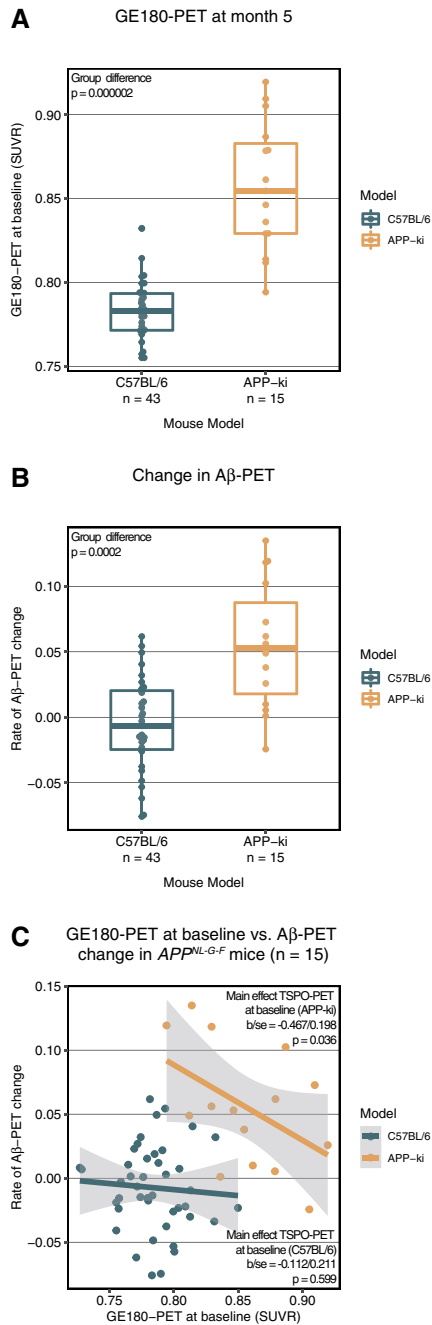 A
GE180-PET at month 5
Group difference
p = 0.000002
GE180−PET at baseline (SUVR)
0.90
0.85
0.80
0.75
C57BL/6
n = 43
APP-ki
n = 15
Mouse Model
Model
C57BL/6
APP-ki
B
Change in Aβ-PET
Group difference
p = 0.0002
Rate of Aβ−PET change
0.10
0.05
0.00
−0.05
C57BL/6
n = 43
APP-ki
n = 15
Mouse Model
Model
C57BL/6
APP-ki
C
GE180-PET at baseline vs. Aβ-PET
change in APP^NL-G-F mice (n = 15)
Main effect TSPO-PET
at baseline (APP-ki)
b/se = -0.467/0.198
p = 0.036
Rate of Aβ−PET change
0.15
0.10
0.05
0.00
−0.05
Main effect TSPO-PET
at baseline (C57BL/6)
b/se = -0.112/0.211
p = 0.599
0.75 0.80 0.85 0.90
GE180−PET at baseline (SUVR)
Model
C57BL/6
APP-ki